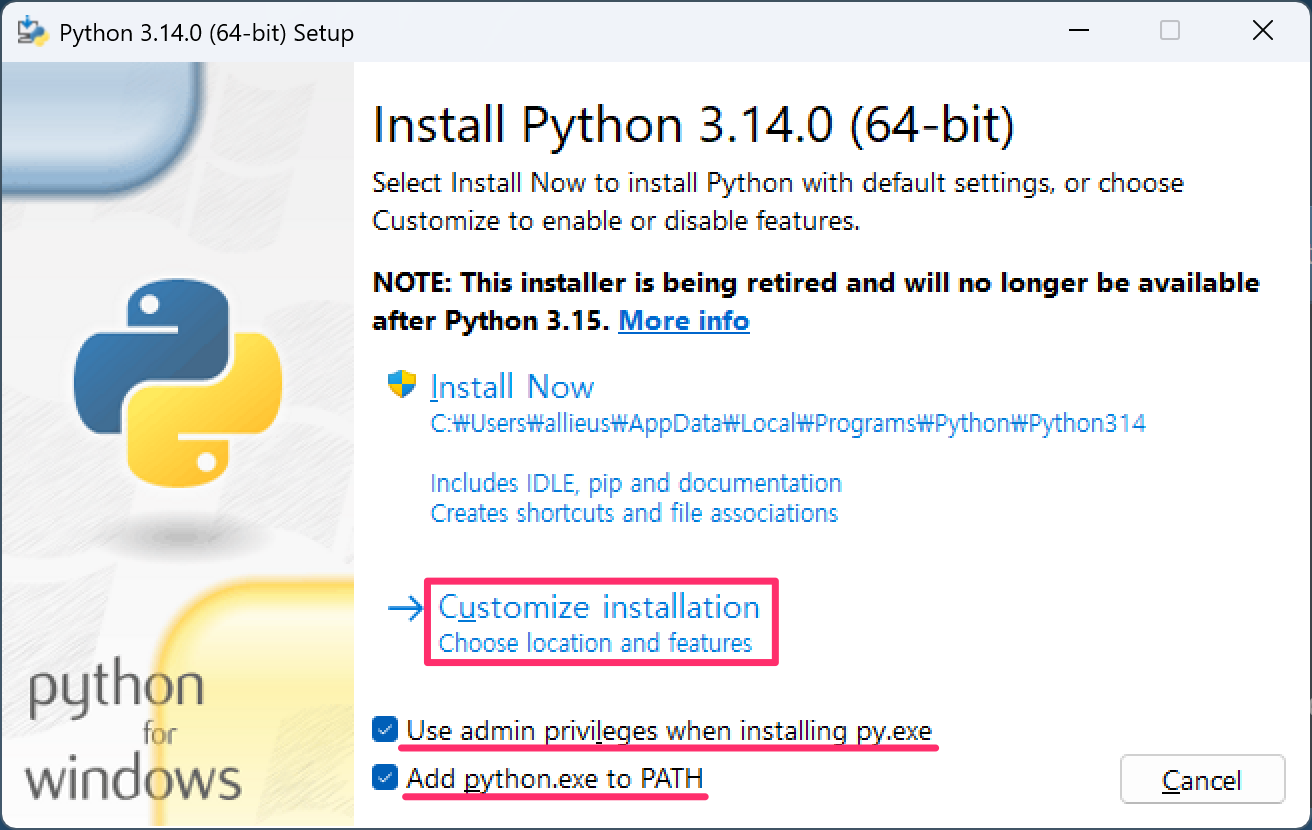 Python 3.14.0 (64-bit) Setup
Install Python 3.14.0 (64-bit)
Select Install Now to install Python with default settings, or choose
Customize to enable or disable features.
NOTE: This installer is being retired and will no longer be available
after Python 3.15. More info
Install Now
C:₩Users₩allieus₩AppData₩Local₩Programs₩Python₩Python314
Includes IDLE, pip and documentation
Creates shortcuts and file associations
Customize installation
Choose location and features
Use admin privileges when installing py.exe
Add python.exe to PATH
Cancel
python
for
windows